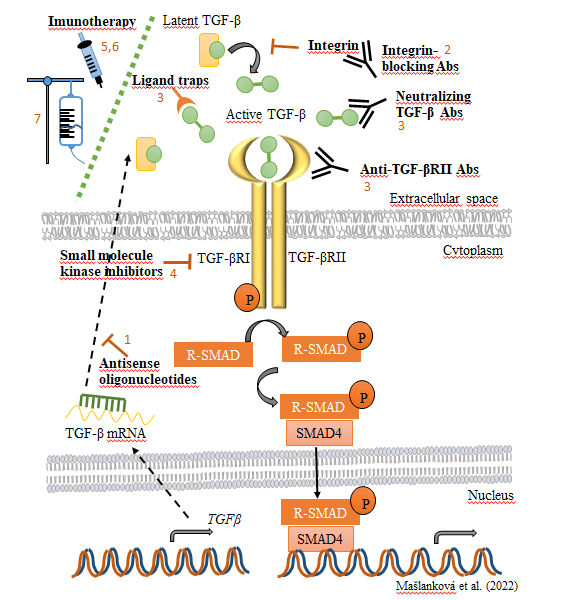 Imunotherapy
5,6
7
Latent TGF-β
Integrin
Integrin- 2
blocking Abs
Ligand traps
3
Active TGF-β
Neutralizing
TGF-β Abs
3
Anti-TGF-βRII Abs
3
Extracellular space
Cytoplasm
Small molecule
kinase inhibitors 4
TGF-βRI
TGF-βRII
P
1
Antisense
oligonucleotides
R-SMAD
R-SMAD
P
R-SMAD
P
SMAD4
TGF-β mRNA
Nucleus
R-SMAD
P
SMAD4
TGFβ
Mašlanková et al. (2022)